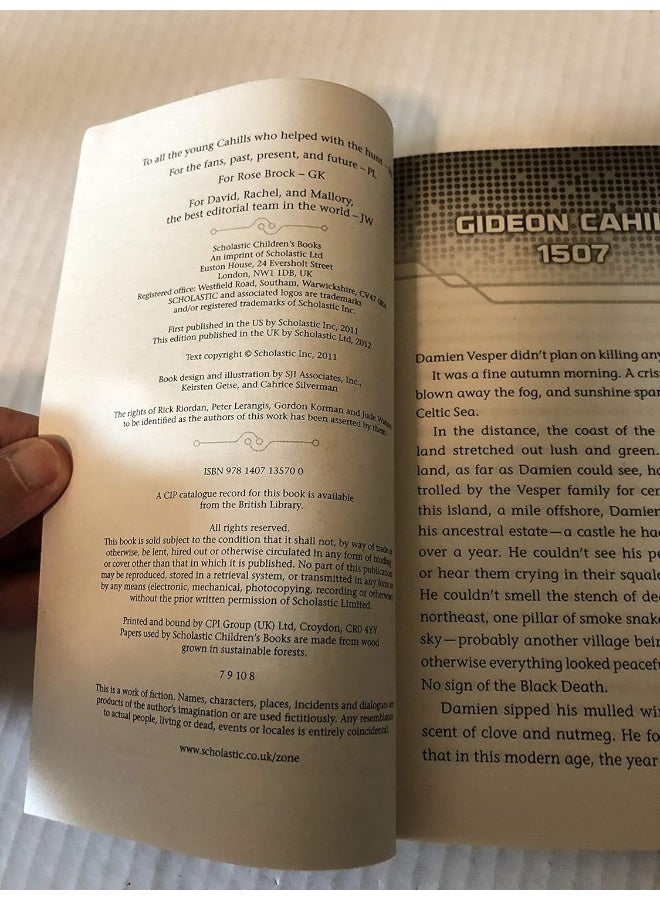 To all the young Cahills who helped with the hunt –
For the fans, past, present, and future – PL
For Rose Brock – GK
For David, Rachel, and Mallory,
the best editorial team in the world – JW
Scholastic Children's Books
An imprint of Scholastic Ltd
Euston House, 24 Eversholt Street
London, NW1 1DB, UK
Registered office: Westfield Road, Southam, Warwickshire, CV47 0RA
SCHOLASTIC and associated logos are trademarks
and/or registered trademarks of Scholastic Inc.
First published in the US by Scholastic Inc, 2011
This edition published in the UK by Scholastic Ltd, 2012
Text copyright © Scholastic Inc, 2011
Book design and illustration by SJI Associates, Inc.,
Keirsten Geise, and Cahrice Silverman
The rights of Rick Riordan, Peter Lerangis, Gordon Korman and Jude Watson
to be identified as the authors of this work has been asserted by them.
ISBN 978 1407 13570 0
A CIP catalogue record for this book is available
from the British Library.
All rights reserved.
This book is sold subject to the condition that it shall not, by way of trade or
otherwise, be lent, hired out or otherwise circulated in any form of binding
or cover other than that in which it is published. No part of this publication
may be reproduced, stored in a retrieval system, or transmitted in any form or
by any means (electronic, mechanical, photocopying, recording or otherwise)
without the prior written permission of Scholastic Limited.
Printed and bound by CPI Group (UK) Ltd, Croydon, CR0 4YY
Papers used by Scholastic Children's Books are made from wood
grown in sustainable forests.
7 9 10 8
This is a work of fiction. Names, characters, places, incidents and dialogues are
products of the author's imagination or are used fictitiously. Any resemblance
to actual people, living or dead, events or locales is entirely coincidental.
www.scholastic.co.uk/zone
GIDEON CAHIL
1507
Damien Vesper didn't plan on killing any
It was a fine autumn morning. A cris
blown away the fog, and sunshine spar
Celtic Sea.
In the distance, the coast of the
land stretched out lush and green.
land, as far as Damien could see, ha
trolled by the Vesper family for cen
this island, a mile offshore, Damien
his ancestral estate—a castle he had
over a year. He couldn't see his pe
or hear them crying in their squal
He couldn't smell the stench of dea
northeast, one pillar of smoke snake
sky—probably another village bein
otherwise everything looked peacefu
No sign of the Black Death.
Damien sipped his mulled win
scent of clove and nutmeg. He fo
that in this modern age, the year